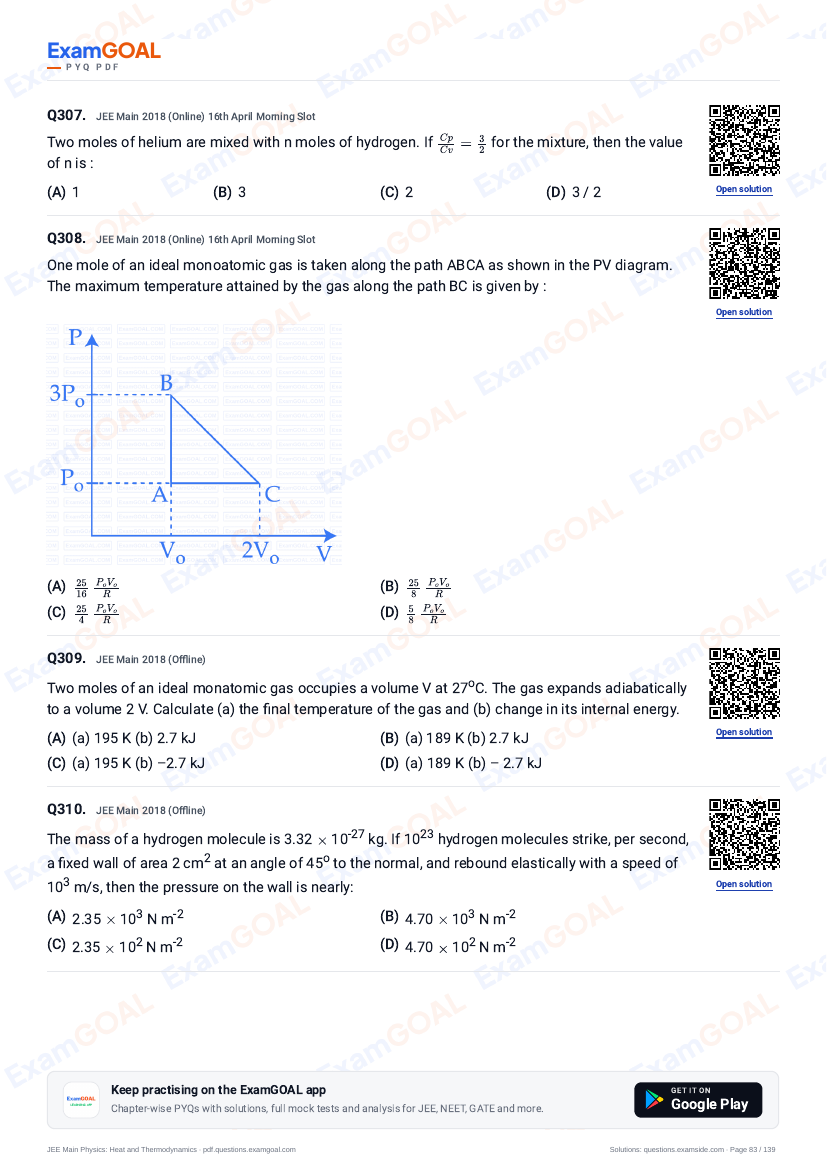 ExamGOAL
PYQ PDF
Q307. JEE Main 2018 (Online) 16th April Morning Slot
Two moles of helium are mixed with n moles of hydrogen. If Cp/Cv = 3/2 for the mixture, then the value
of n is :
(A) 1 (B) 3 (C) 2 (D) 3 / 2
Open solution
Q308. JEE Main 2018 (Online) 16th April Morning Slot
One mole of an ideal monoatomic gas is taken along the path ABCA as shown in the PV diagram.
The maximum temperature attained by the gas along the path BC is given by :
Open solution
P
3P₀ B
P₀ A C
V₀ 2V₀ V
(A) 25/16 PₒVₒ/R (B) 25/8 PₒVₒ/R
(C) 25/4 PₒVₒ/R (D) 5/8 PₒVₒ/R
Q309. JEE Main 2018 (Offline)
Two moles of an ideal monatomic gas occupies a volume V at 27°C. The gas expands adiabatically
to a volume 2 V. Calculate (a) the final temperature of the gas and (b) change in its internal energy.
Open solution
(A) (a) 195 K (b) 2.7 kJ (B) (a) 189 K (b) 2.7 kJ
(C) (a) 195 K (b) −2.7 kJ (D) (a) 189 K (b) − 2.7 kJ
Q310. JEE Main 2018 (Offline)
The mass of a hydrogen molecule is 3.32 × 10⁻²⁷ kg. If 10²³ hydrogen molecules strike, per second,
a fixed wall of area 2 cm² at an angle of 45° to the normal, and rebound elastically with a speed of
10³ m/s, then the pressure on the wall is nearly:
Open solution
(A) 2.35 × 10³ N m⁻² (B) 4.70 × 10³ N m⁻²
(C) 2.35 × 10² N m⁻² (D) 4.70 × 10² N m⁻²
ExamGOAL
Keep practising on the ExamGOAL app
Chapter-wise PYQs with solutions, full mock tests and analysis for JEE, NEET, GATE and more.
GET IT ON
Google Play
JEE Main Physics: Heat and Thermodynamics · pdf.questions.examgoal.com Solutions: questions.examside.com · Page 83 / 139